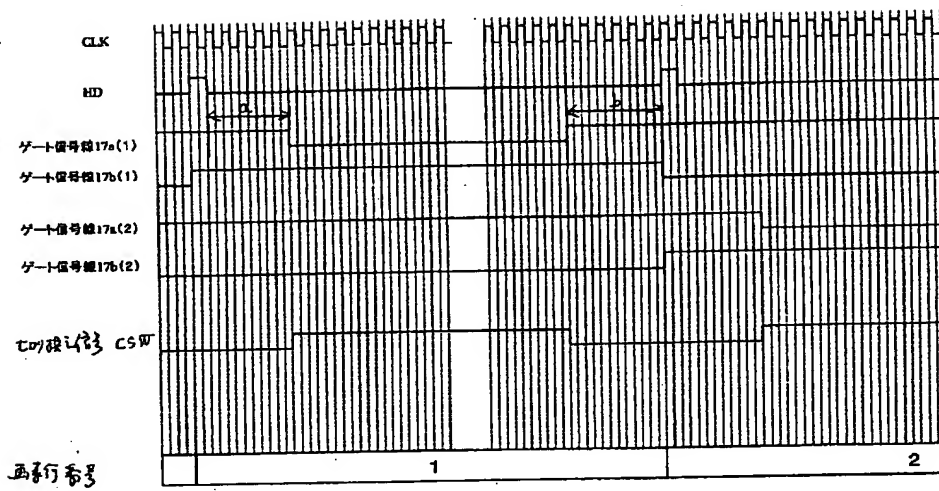 CLK
HD
a
b
ゲート信号線17a(1)
ゲート信号線17b(1)
ゲート信号線17a(2)
ゲート信号線17b(2)
切り換え信号 CSW
画素行番号
1
2